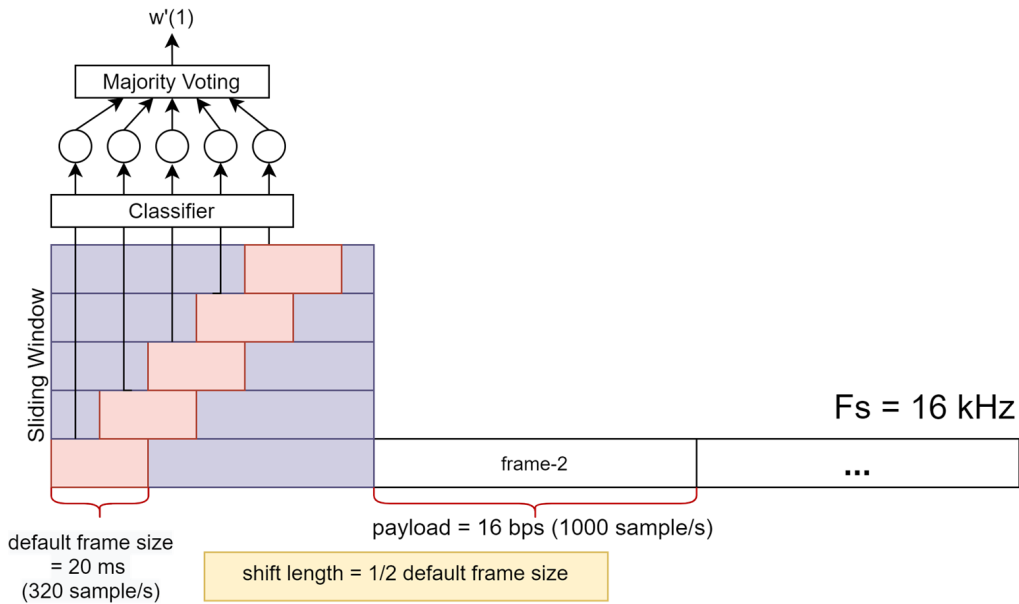 w'(1)
Majority Voting
Classifier
Sliding Window
Fs = 16 kHz
frame-2
...
payload = 16 bps (1000 sample/s)
default frame size
= 20 ms
(320 sample/s)
shift length = 1/2 default frame size